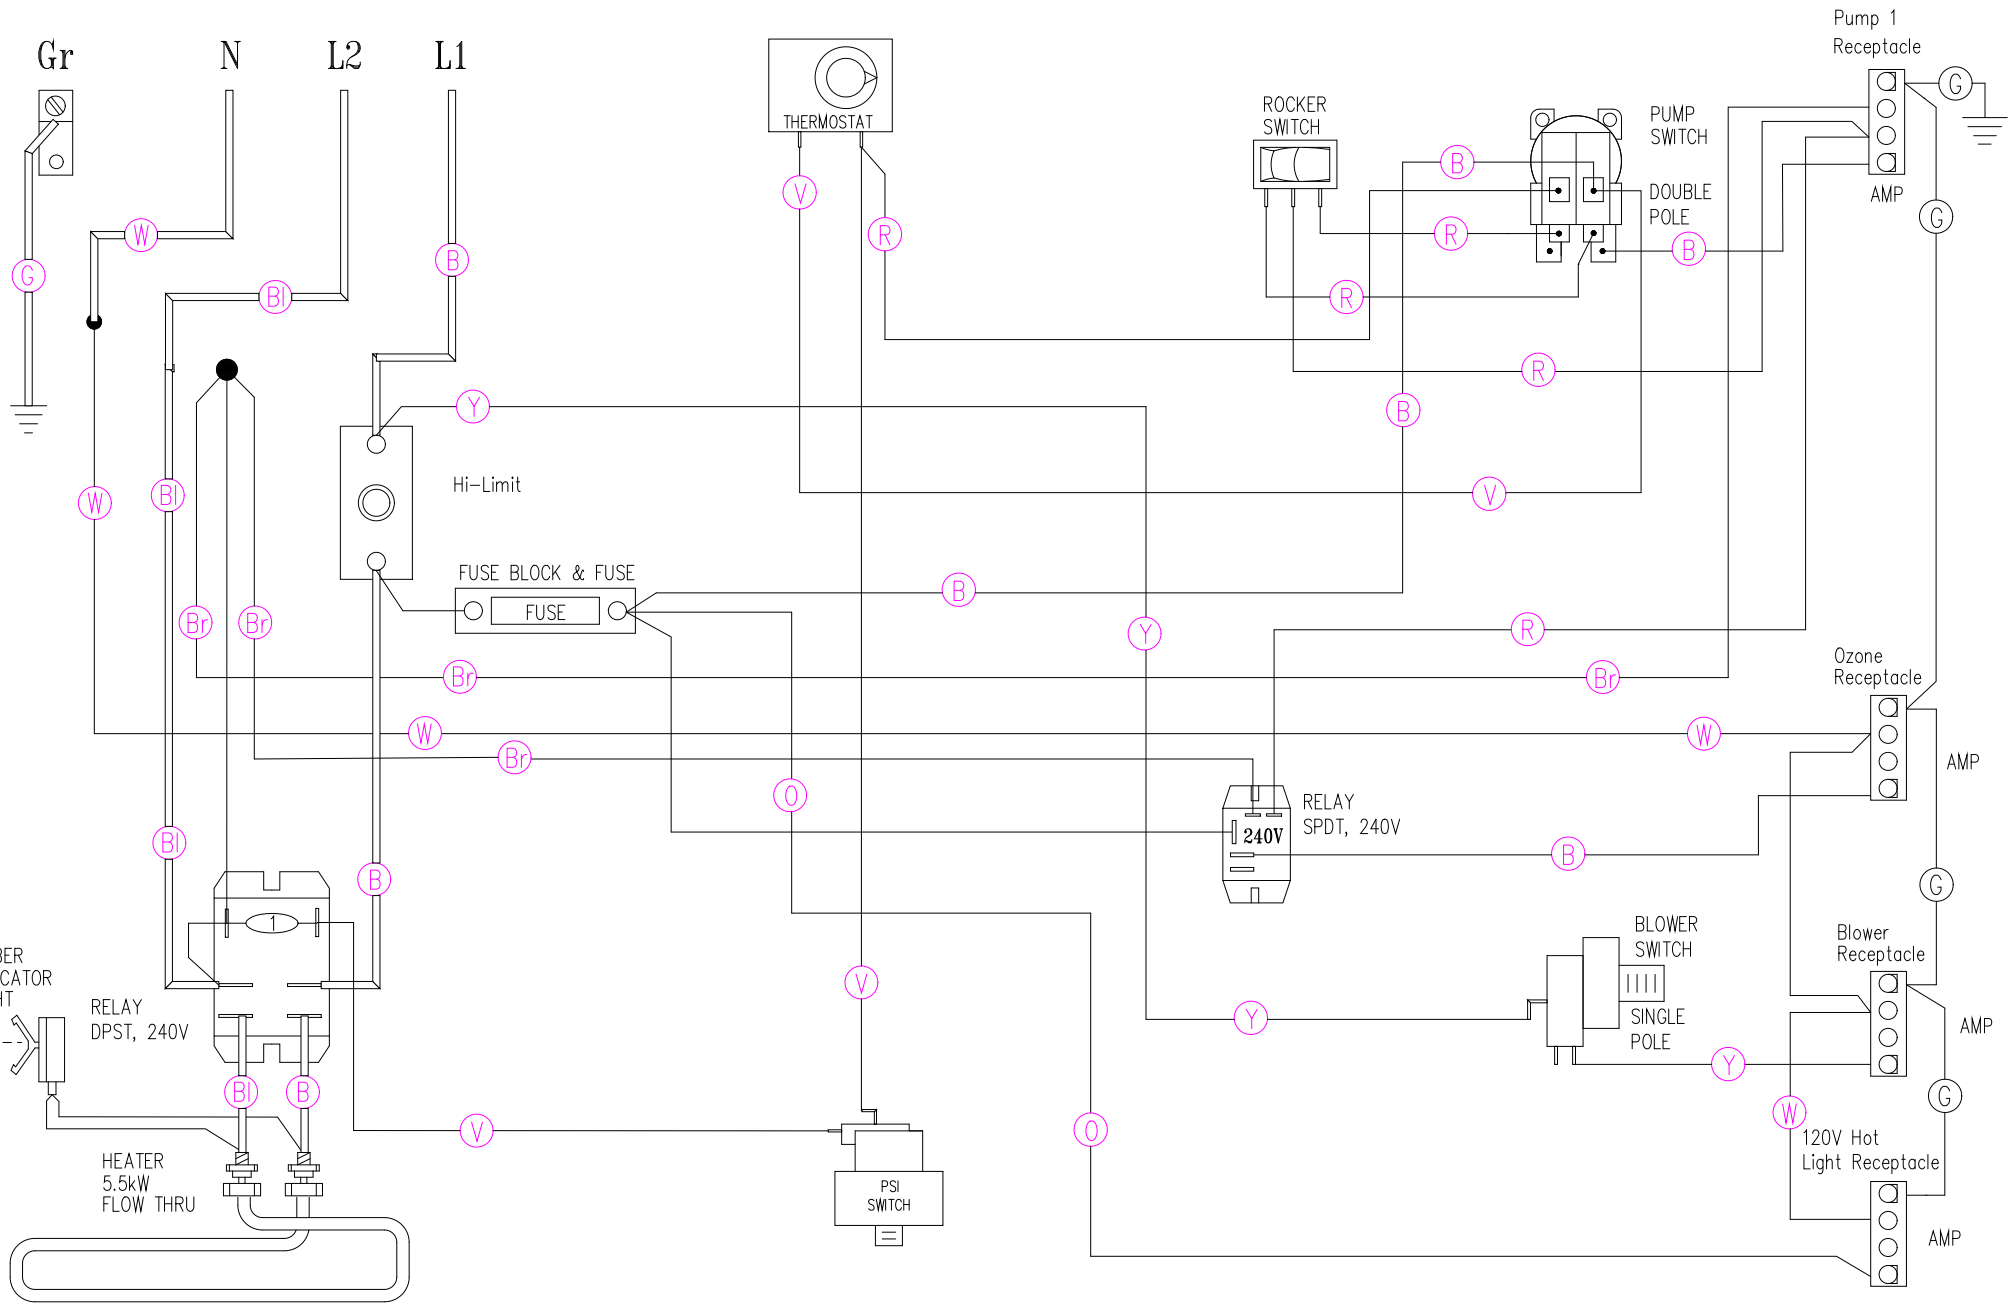 Gr
N
L2
L1
THERMOSTAT
ROCKER
SWITCH
PUMP
SWITCH
DOUBLE
POLE
Pump 1
Receptacle
AMP
G
G
W
G
Bl
B
V
R
B
R
B
R
R
Y
B
W
Bl
Hi-Limit
V
FUSE BLOCK & FUSE
FUSE
B
Br
Br
Y
R
Br
Br
Ozone
Receptacle
AMP
W
W
Br
O
RELAY
SPDT, 240V
240V
B
Bl
B
G
1
BLOWER
SWITCH
SINGLE
POLE
Blower
Receptacle
AMP
BER
CATOR
HT
RELAY
DPST, 240V
V
Y
Y
Bl
B
V
O
W
G
120V Hot
Light Receptacle
AMP
HEATER
5.5kW
FLOW THRU
PSI
SWITCH